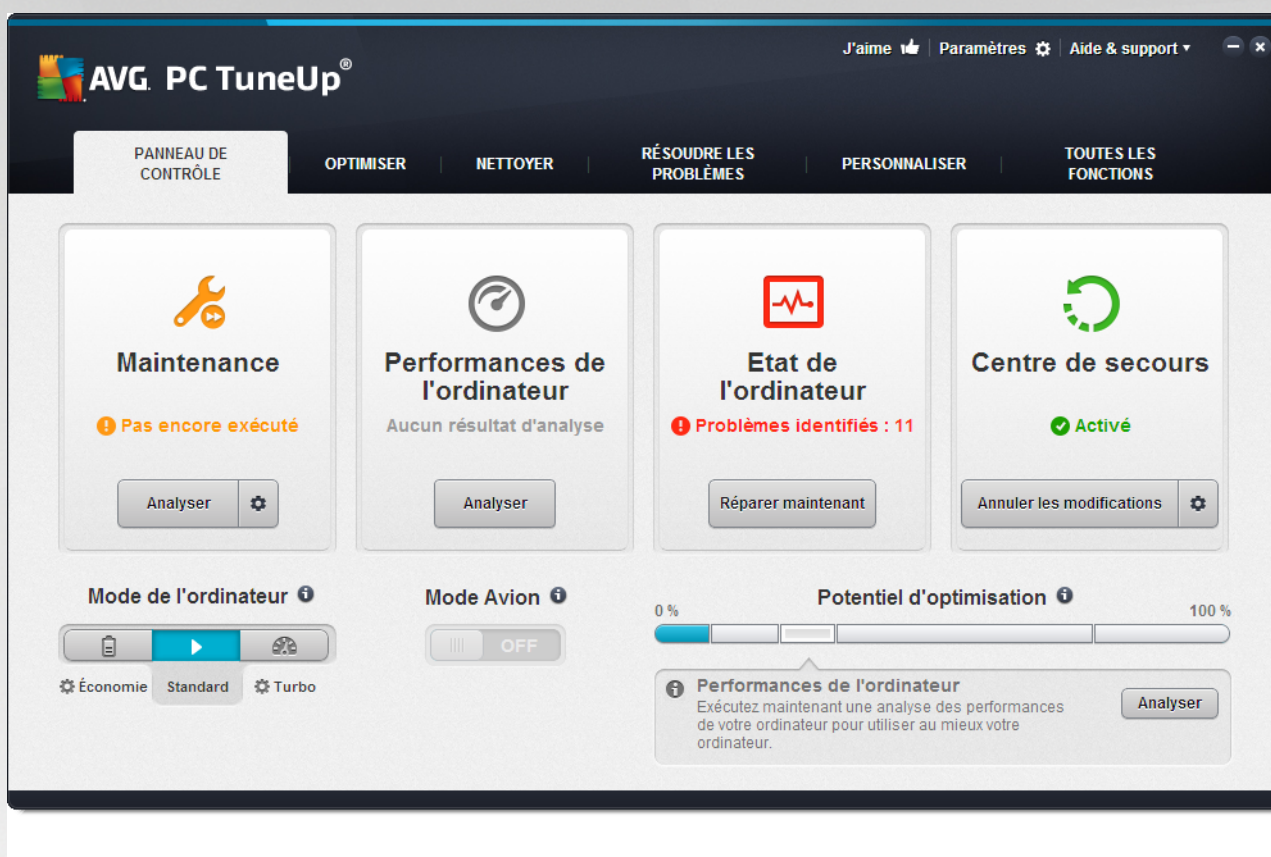 J'aime
Paramètres
Aide & support
AVG. PC TuneUp®
PANNEAU DE
CONTRÔLE
OPTIMISER
NETTOYER
RÉSOUDRE LES
PROBLÈMES
PERSONNALISER
TOUTES LES
FONCTIONS
Maintenance
Pas encore exécuté
Analyser
Performances de
l'ordinateur
Aucun résultat d'analyse
Analyser
Etat de
l'ordinateur
Problèmes identifiés : 11
Réparer maintenant
Centre de secours
Activé
Annuler les modifications
Mode de l'ordinateur
Économie
Standard
Turbo
Mode Avion
OFF
Potentiel d'optimisation
0 %
100 %
Performances de l'ordinateur
Exécutez maintenant une analyse des performances
de votre ordinateur pour utiliser au mieux votre
ordinateur.
Analyser